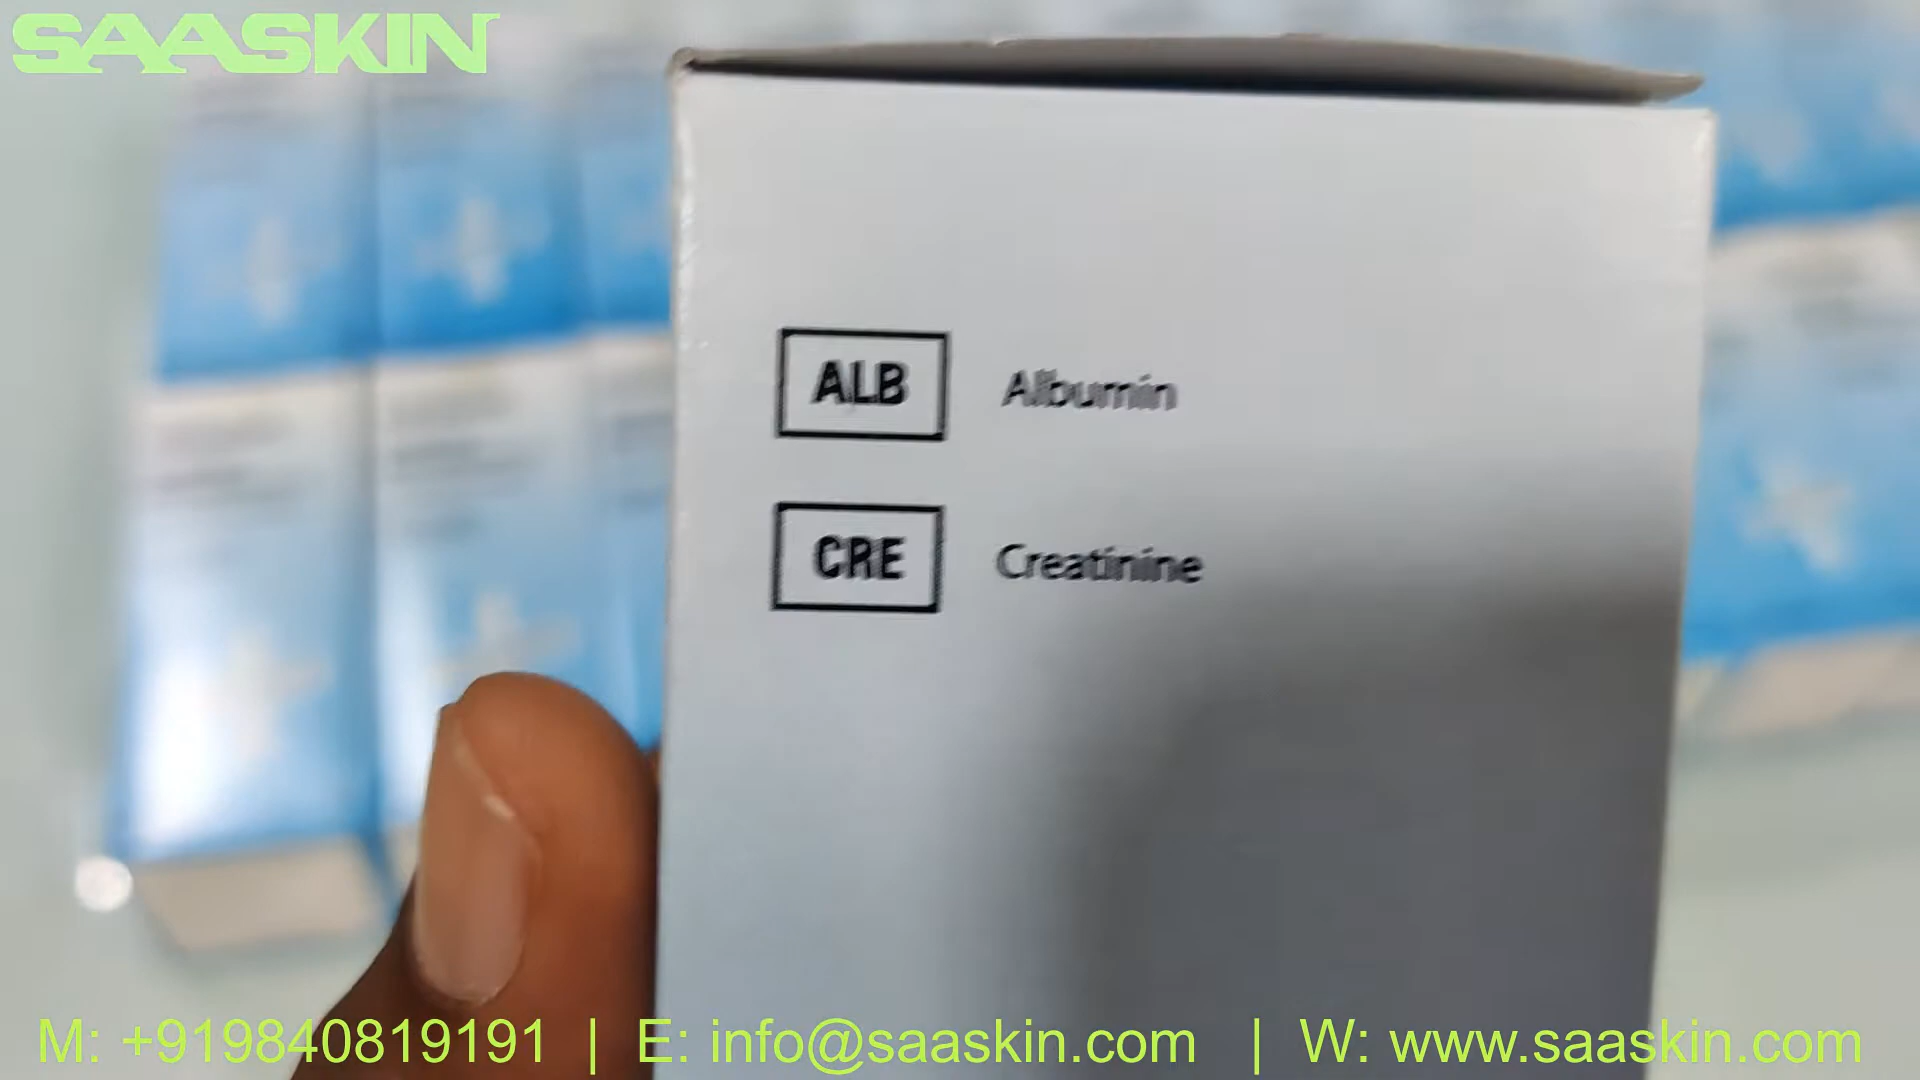 SAASKIN
ALB Albumin
CRE Creatinine
M: +919840819191 | E: info@saaskin.com | W: www.saaskin.com